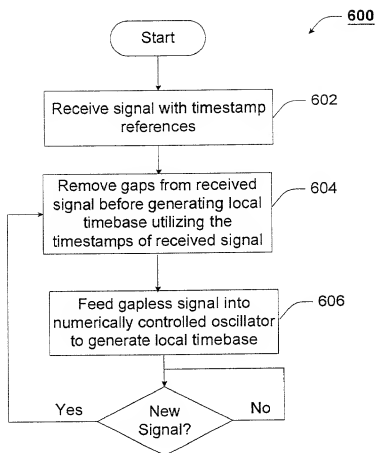 600
Start
Receive signal with timestamp
references
602
Remove gaps from received
signal before generating local
timebase utilizing the
timestamps of received signal
604
Feed gapless signal into
numerically controlled oscillator
to generate local timebase
606
Yes
New
Signal?
No